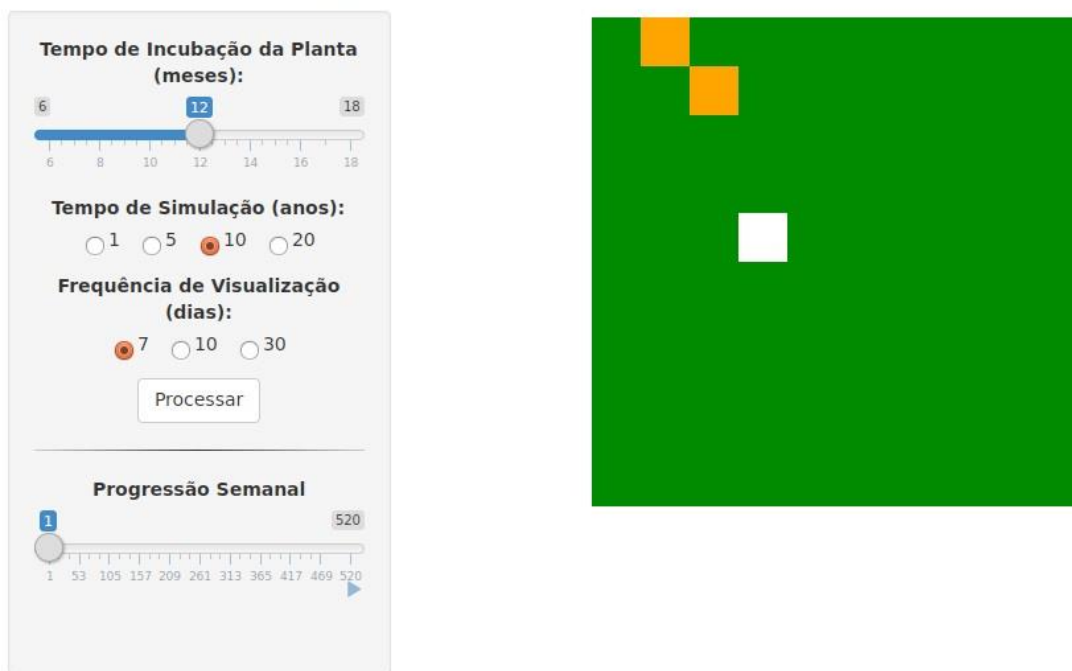 Tempo de Incubação da Planta
(meses):
6 12 18
6 8 10 12 14 16 18
Tempo de Simulação (anos):
1 5 10 20
Frequência de Visualização
(dias):
7 10 30
Processar
Progressão Semanal
1 520
1 53 105 157 209 261 313 365 417 469 520